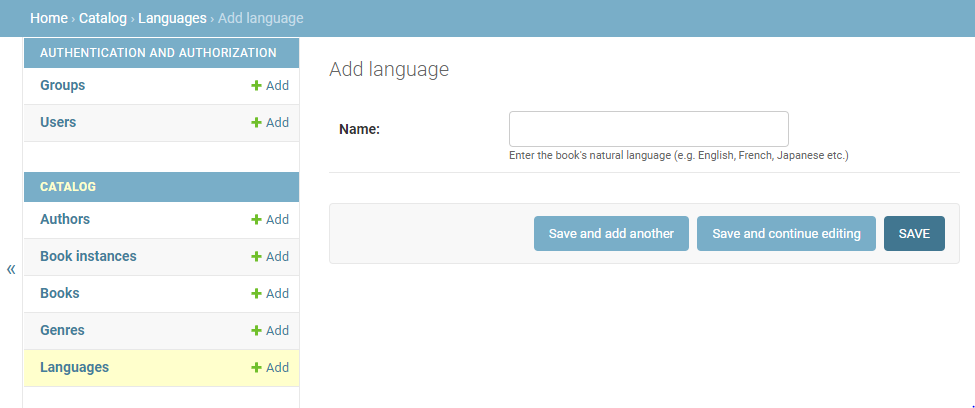 Home › Catalog › Languages › Add language
AUTHENTICATION AND AUTHORIZATION
Groups + Add
Users + Add
CATALOG
Authors + Add
Book instances + Add
Books + Add
Genres + Add
Languages + Add
«
Add language
Name:
Enter the book's natural language (e.g. English, French, Japanese etc.)
Save and add another Save and continue editing SAVE